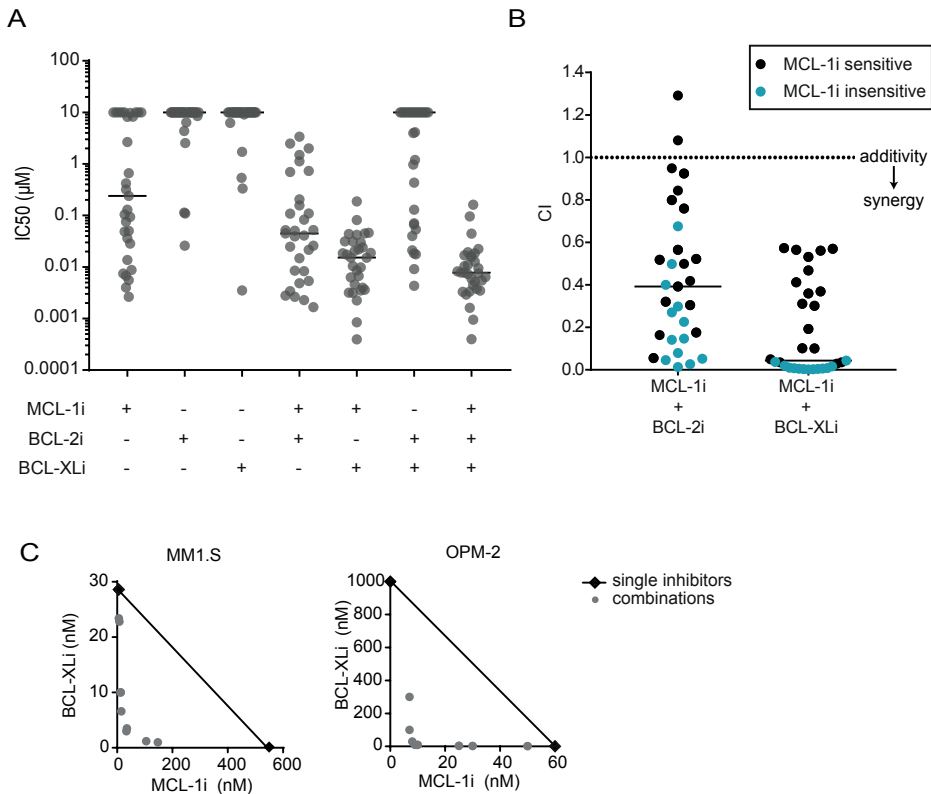 A
IC50 (µM)
100
10
1
0.1
0.01
0.001
0.0001
MCL-1i + - - + + - +
BCL-2i - + - + - + +
BCL-XLi - - + - + + +
B
MCL-1i sensitive
MCL-1i insensitive
CI
1.4
1.2
1.0
0.8
0.6
0.4
0.2
0.0
additivity
synergy
MCL-1i
+
BCL-2i
MCL-1i
+
BCL-XLi
C
MM1.S
BCL-XLi (nM)
30
20
10
0
0 200 400 600
MCL-1i (nM)
OPM-2
BCL-XLi (nM)
1000
800
600
400
200
0
0 20 40 60
MCL-1i (nM)
single inhibitors
combinations